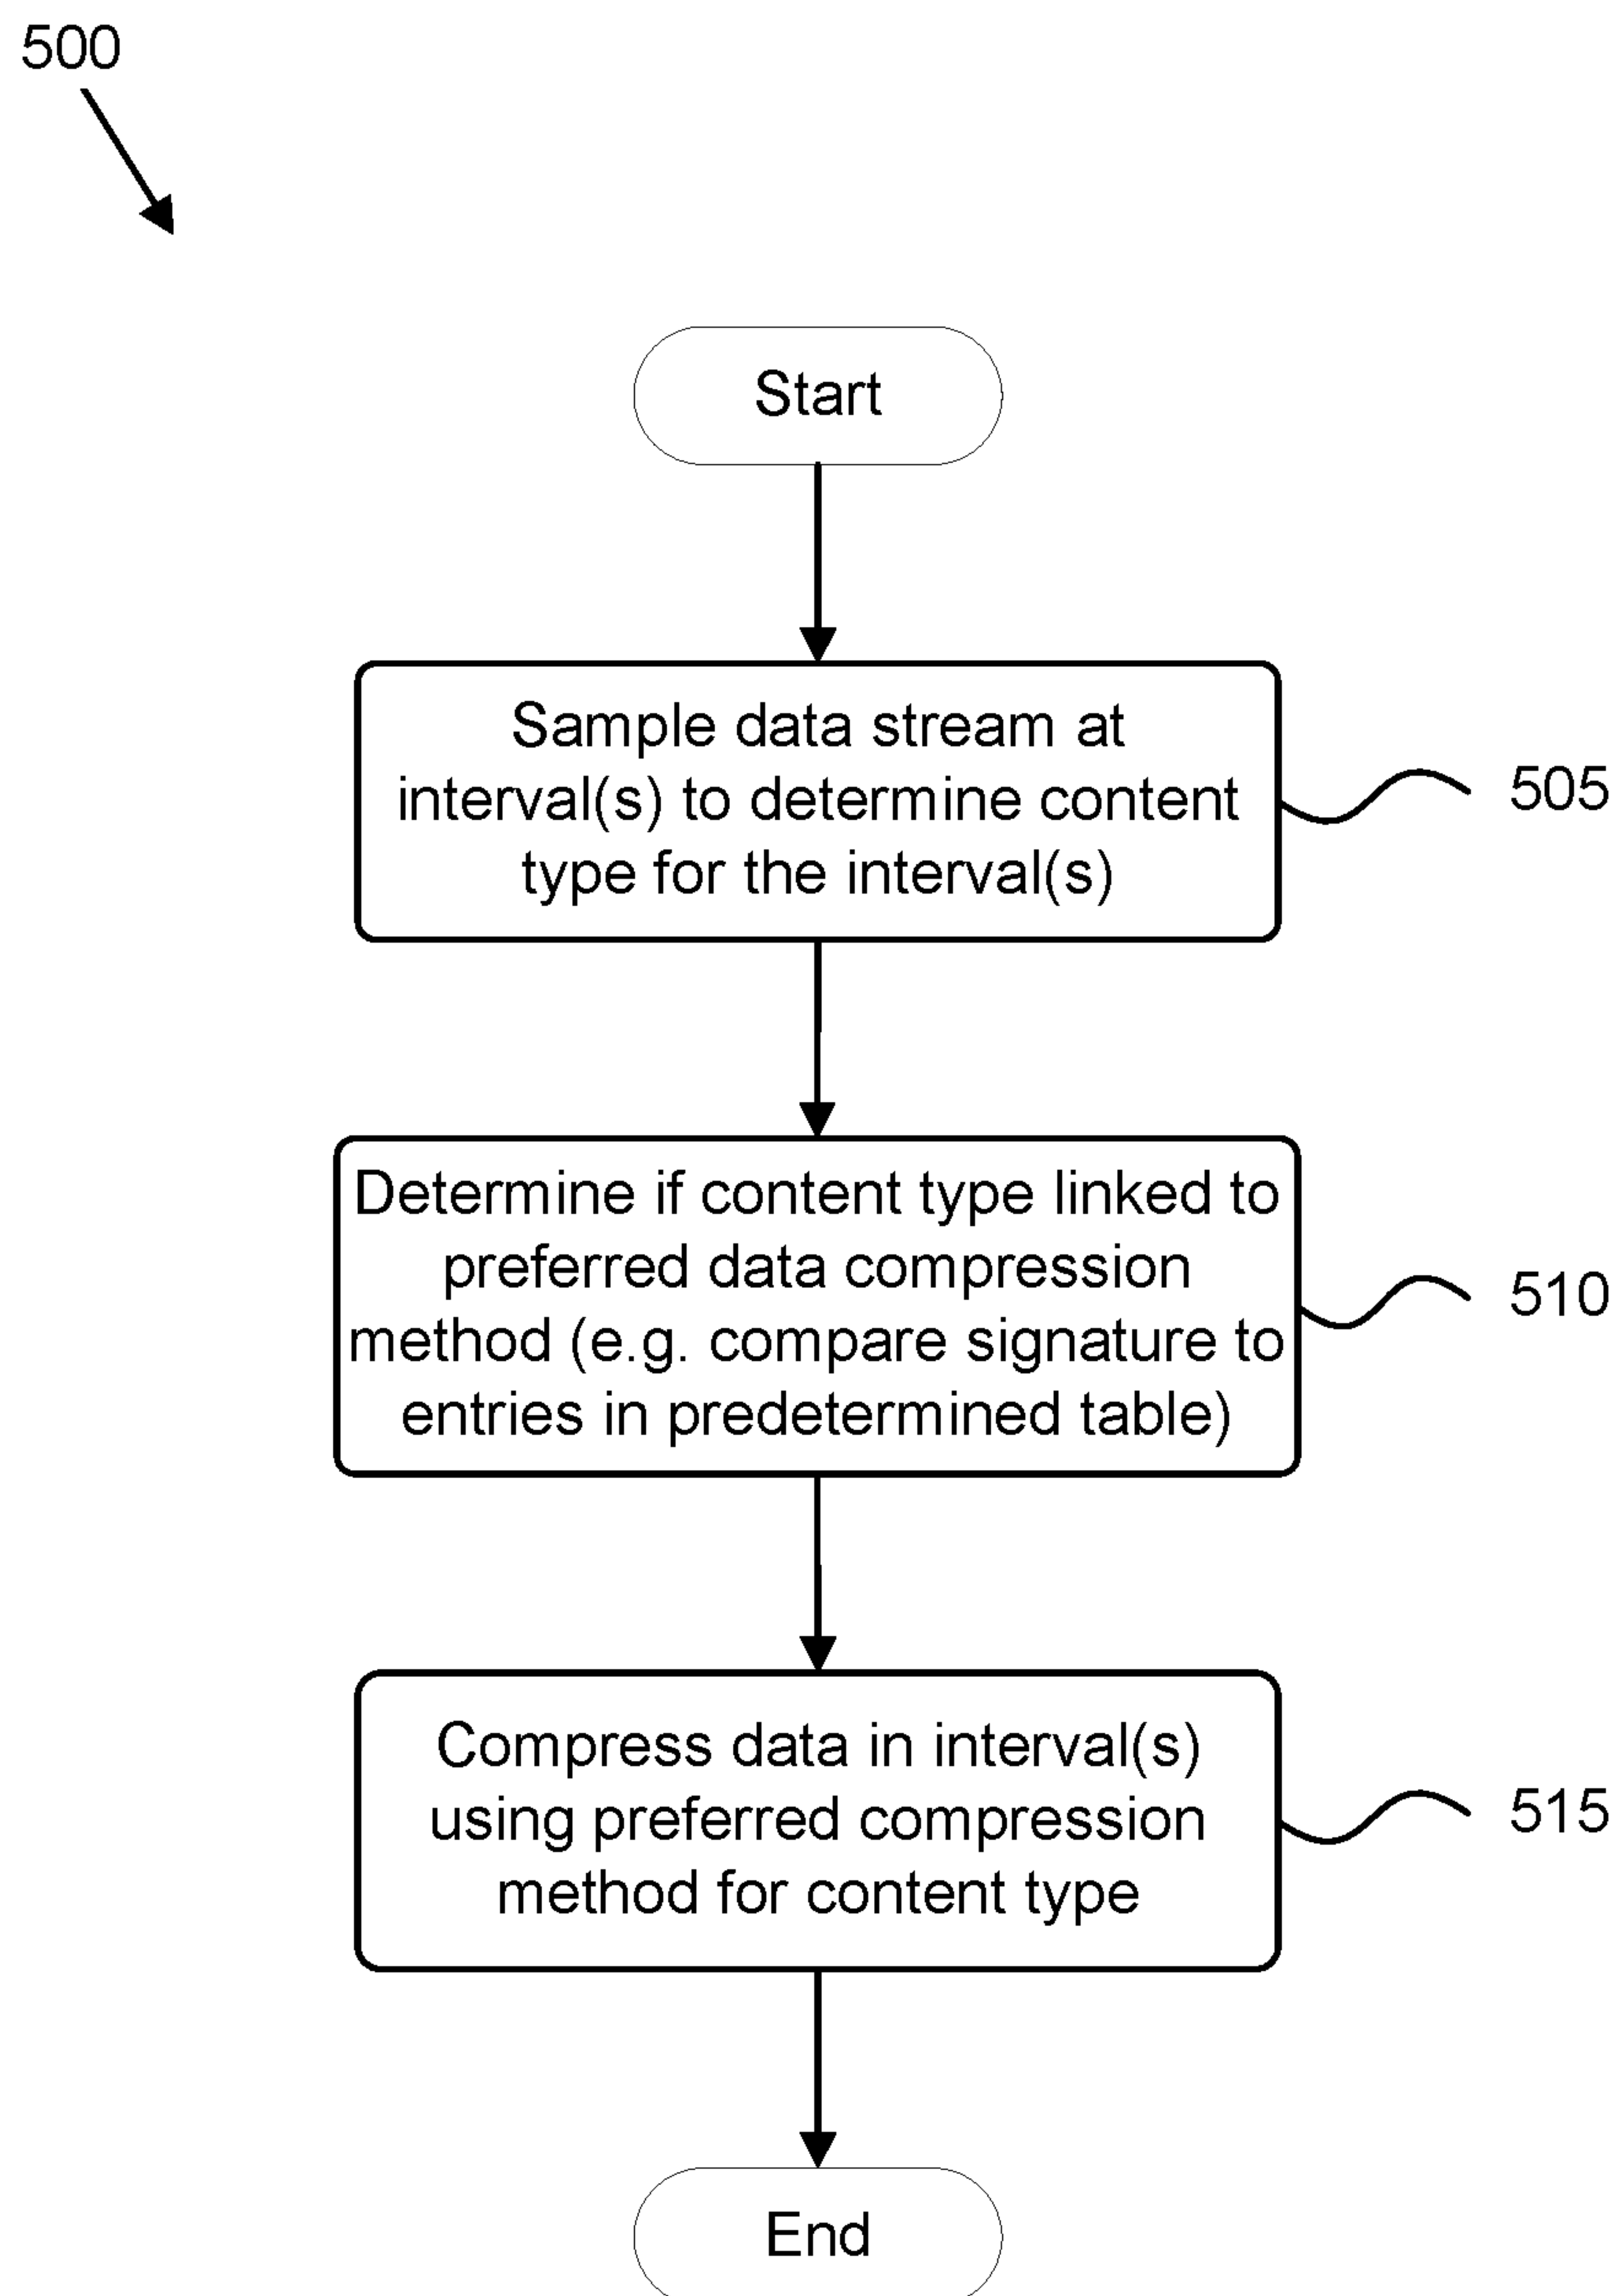 500
Start
Sample data stream at
interval(s) to determine content
type for the interval(s)
505
Determine if content type linked to
preferred data compression
method (e.g. compare signature to
entries in predetermined table)
510
Compress data in interval(s)
using preferred compression
method for content type
515
End